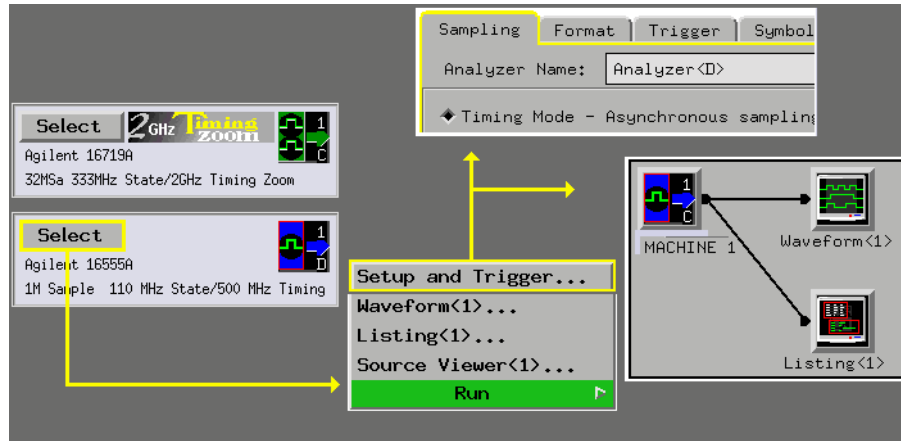 Sampling Format Trigger Symbol
Analyzer Name: Analyzer<D>
Timing Mode - Asynchronous sampling
Select 2GHz Timing zoom 1 C
Agilent 16719A
32MSa 333MHz State/2GHz Timing Zoom
Select 1 D
Agilent 16555A
1M Sample 110 MHz State/500 MHz Timing
Setup and Trigger...
Waveform<1>...
Listing<1>...
Source Viewer<1>...
Run
1 C
MACHINE 1
Waveform<1>
Listing<1>